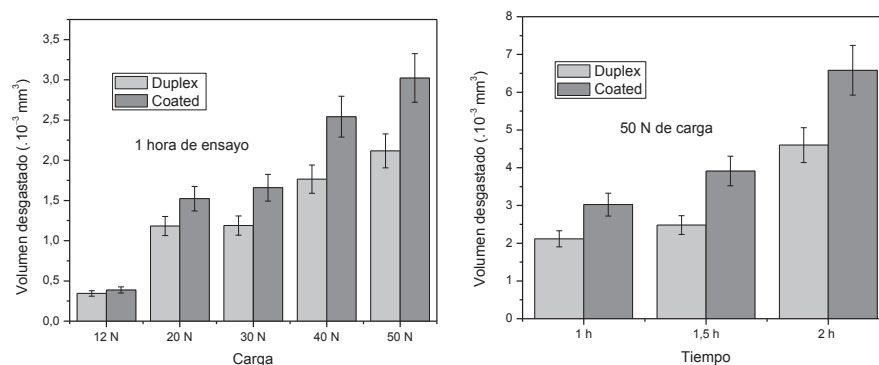 3,5
3,0
2,5
2,0
1,5
1,0
0,5
0,0
Volumen desgastado (.10⁻³ mm³)
Duplex
Coated
1 hora de ensayo
12 N 20 N 30 N 40 N 50 N
Carga
8
7
6
5
4
3
2
1
0
Volumen desgastado (.10⁻³ mm³)
Duplex
Coated
50 N de carga
1 h 1,5 h 2 h
Tiempo